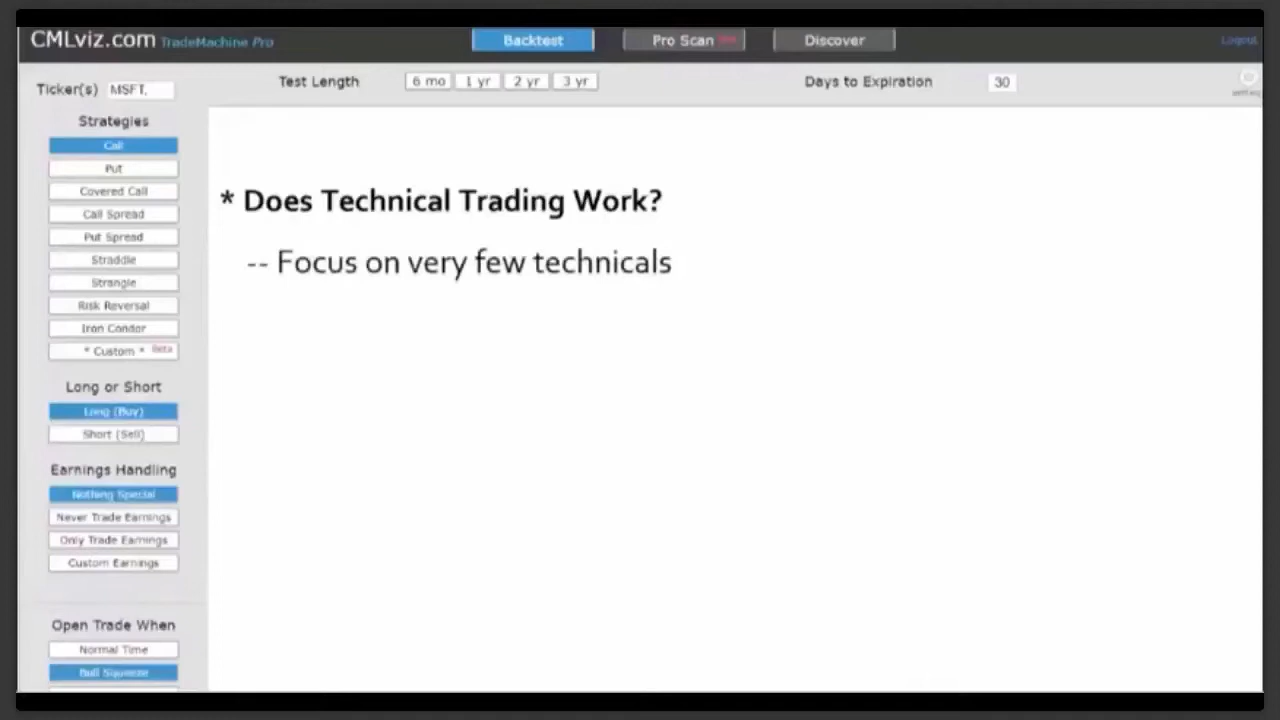 CMLviz.com TradeMachine Pro
Backtest
Pro Scan
Discover
Logout
Ticker(s) MSFT,
Test Length 6 mo 1 yr 2 yr 3 yr
Days to Expiration 30
Strategies
Call
Put
Covered Call
Call Spread
Put Spread
Straddle
Strangle
Risk Reversal
Iron Condor
* Custom * Beta
Long or Short
Long (Buy)
Short (Sell)
Earnings Handling
Nothing Special
Never Trade Earnings
Only Trade Earnings
Custom Earnings
Open Trade When
Normal Time
Bull Squeeze
* Does Technical Trading Work?
-- Focus on very few technicals